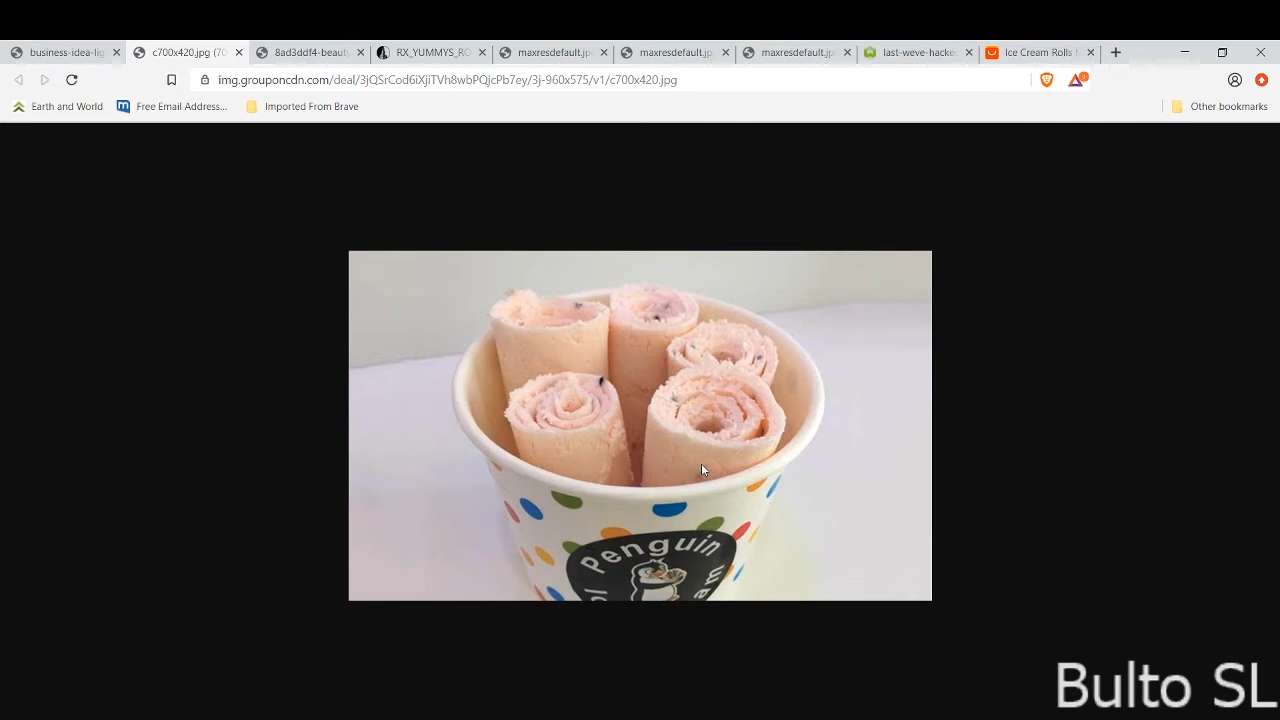 business-idea-lig
c700x420.jpg (70
8ad3ddf4-beaut
RX_YUMMYS_RO
maxresdefault.jp
maxresdefault.jp
maxresdefault.jp
last-weve-hacke
Ice Cream Rolls
img.grouponcdn.com/deal/3jQSrCod6iXjiTVh8wbPQjcPb7ey/3j-960x575/v1/c700x420.jpg
Earth and World
Free Email Address...
Imported From Brave
Other bookmarks
Penguin
Bulto SL